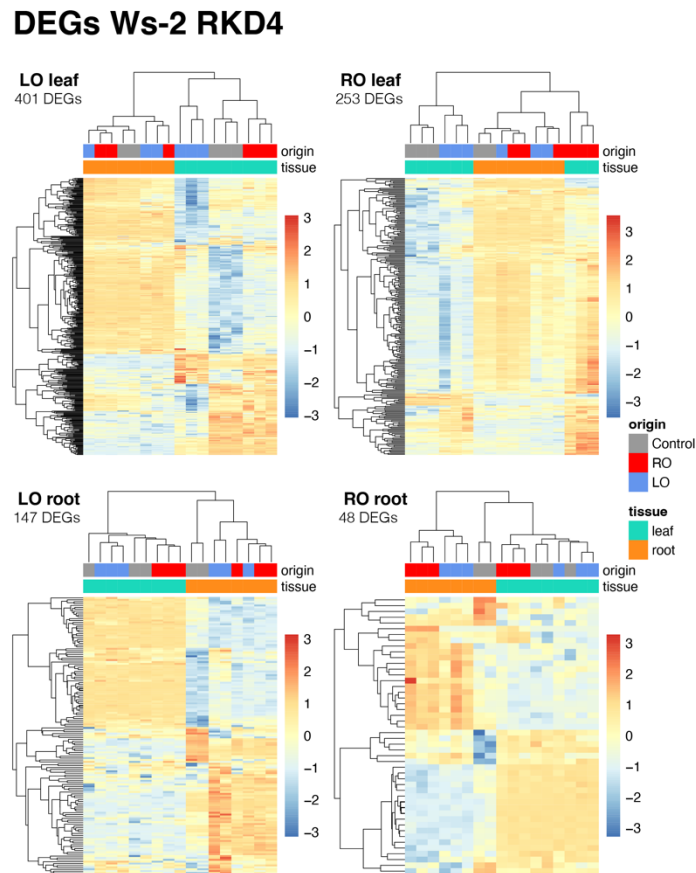 DEGs Ws-2 RKD4
LO leaf
401 DEGs
origin
tissue
3
2
1
0
−1
−2
−3
RO leaf
253 DEGs
origin
tissue
3
2
1
0
−1
−2
−3
origin
Control
RO
LO
tissue
leaf
root
LO root
147 DEGs
origin
tissue
3
2
1
0
−1
−2
−3
RO root
48 DEGs
origin
tissue
3
2
1
0
−1
−2
−3